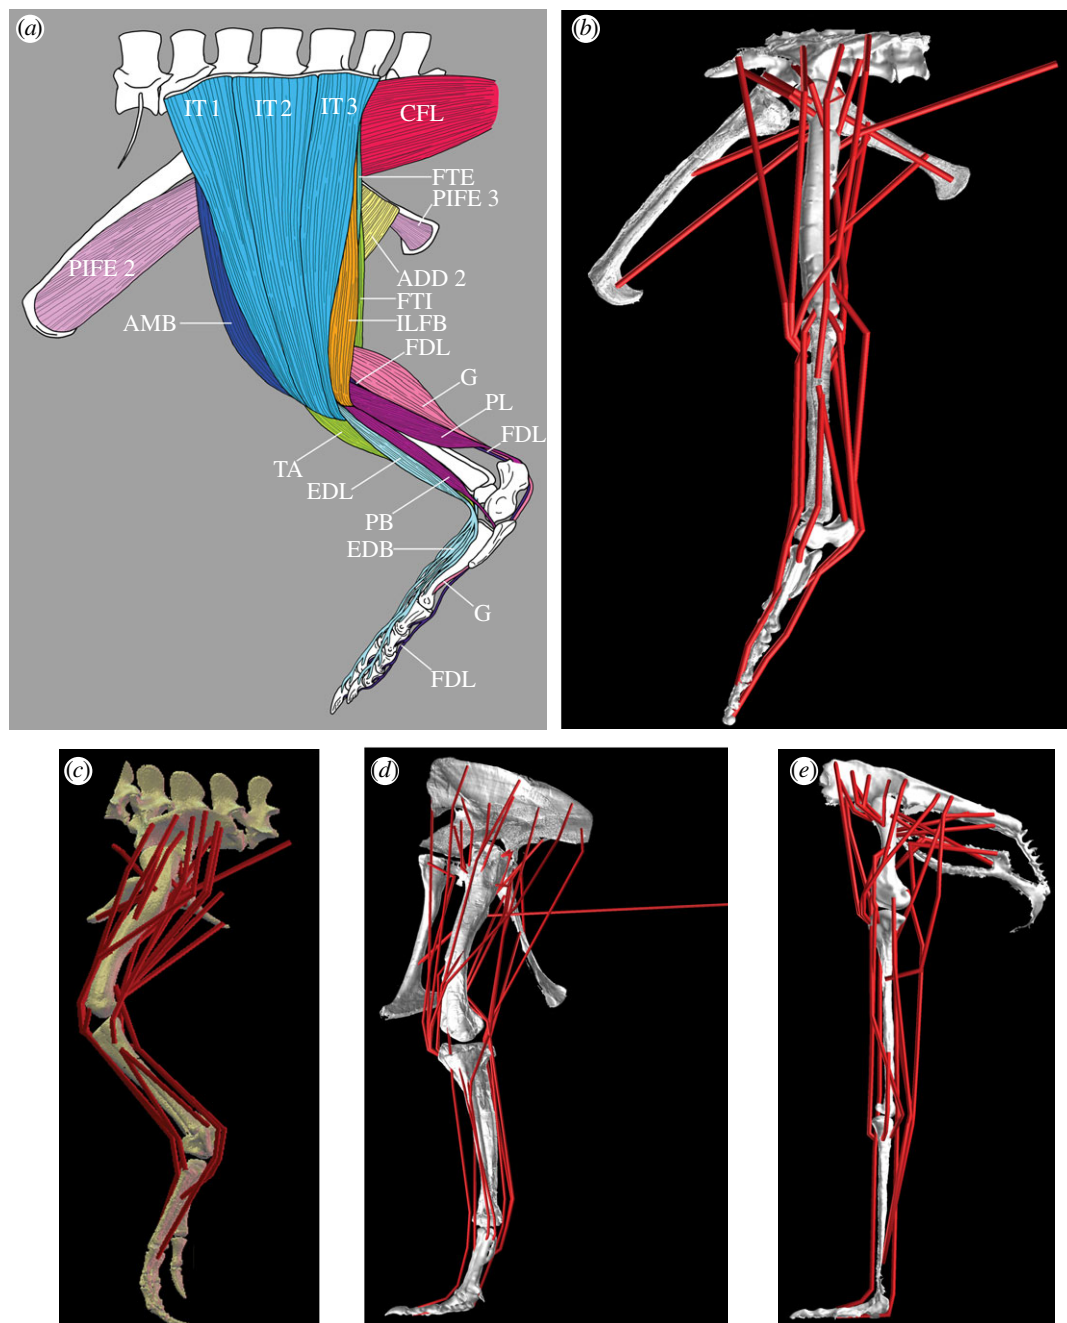 (a)
IT 1
IT 2
IT 3
CFL
FTE
PIFE 3
PIFE 2
ADD 2
FTI
AMB
ILFB
FDL
G
PL
FDL
TA
EDL
PB
EDB
G
FDL
(b)
(c)
(d)
(e)